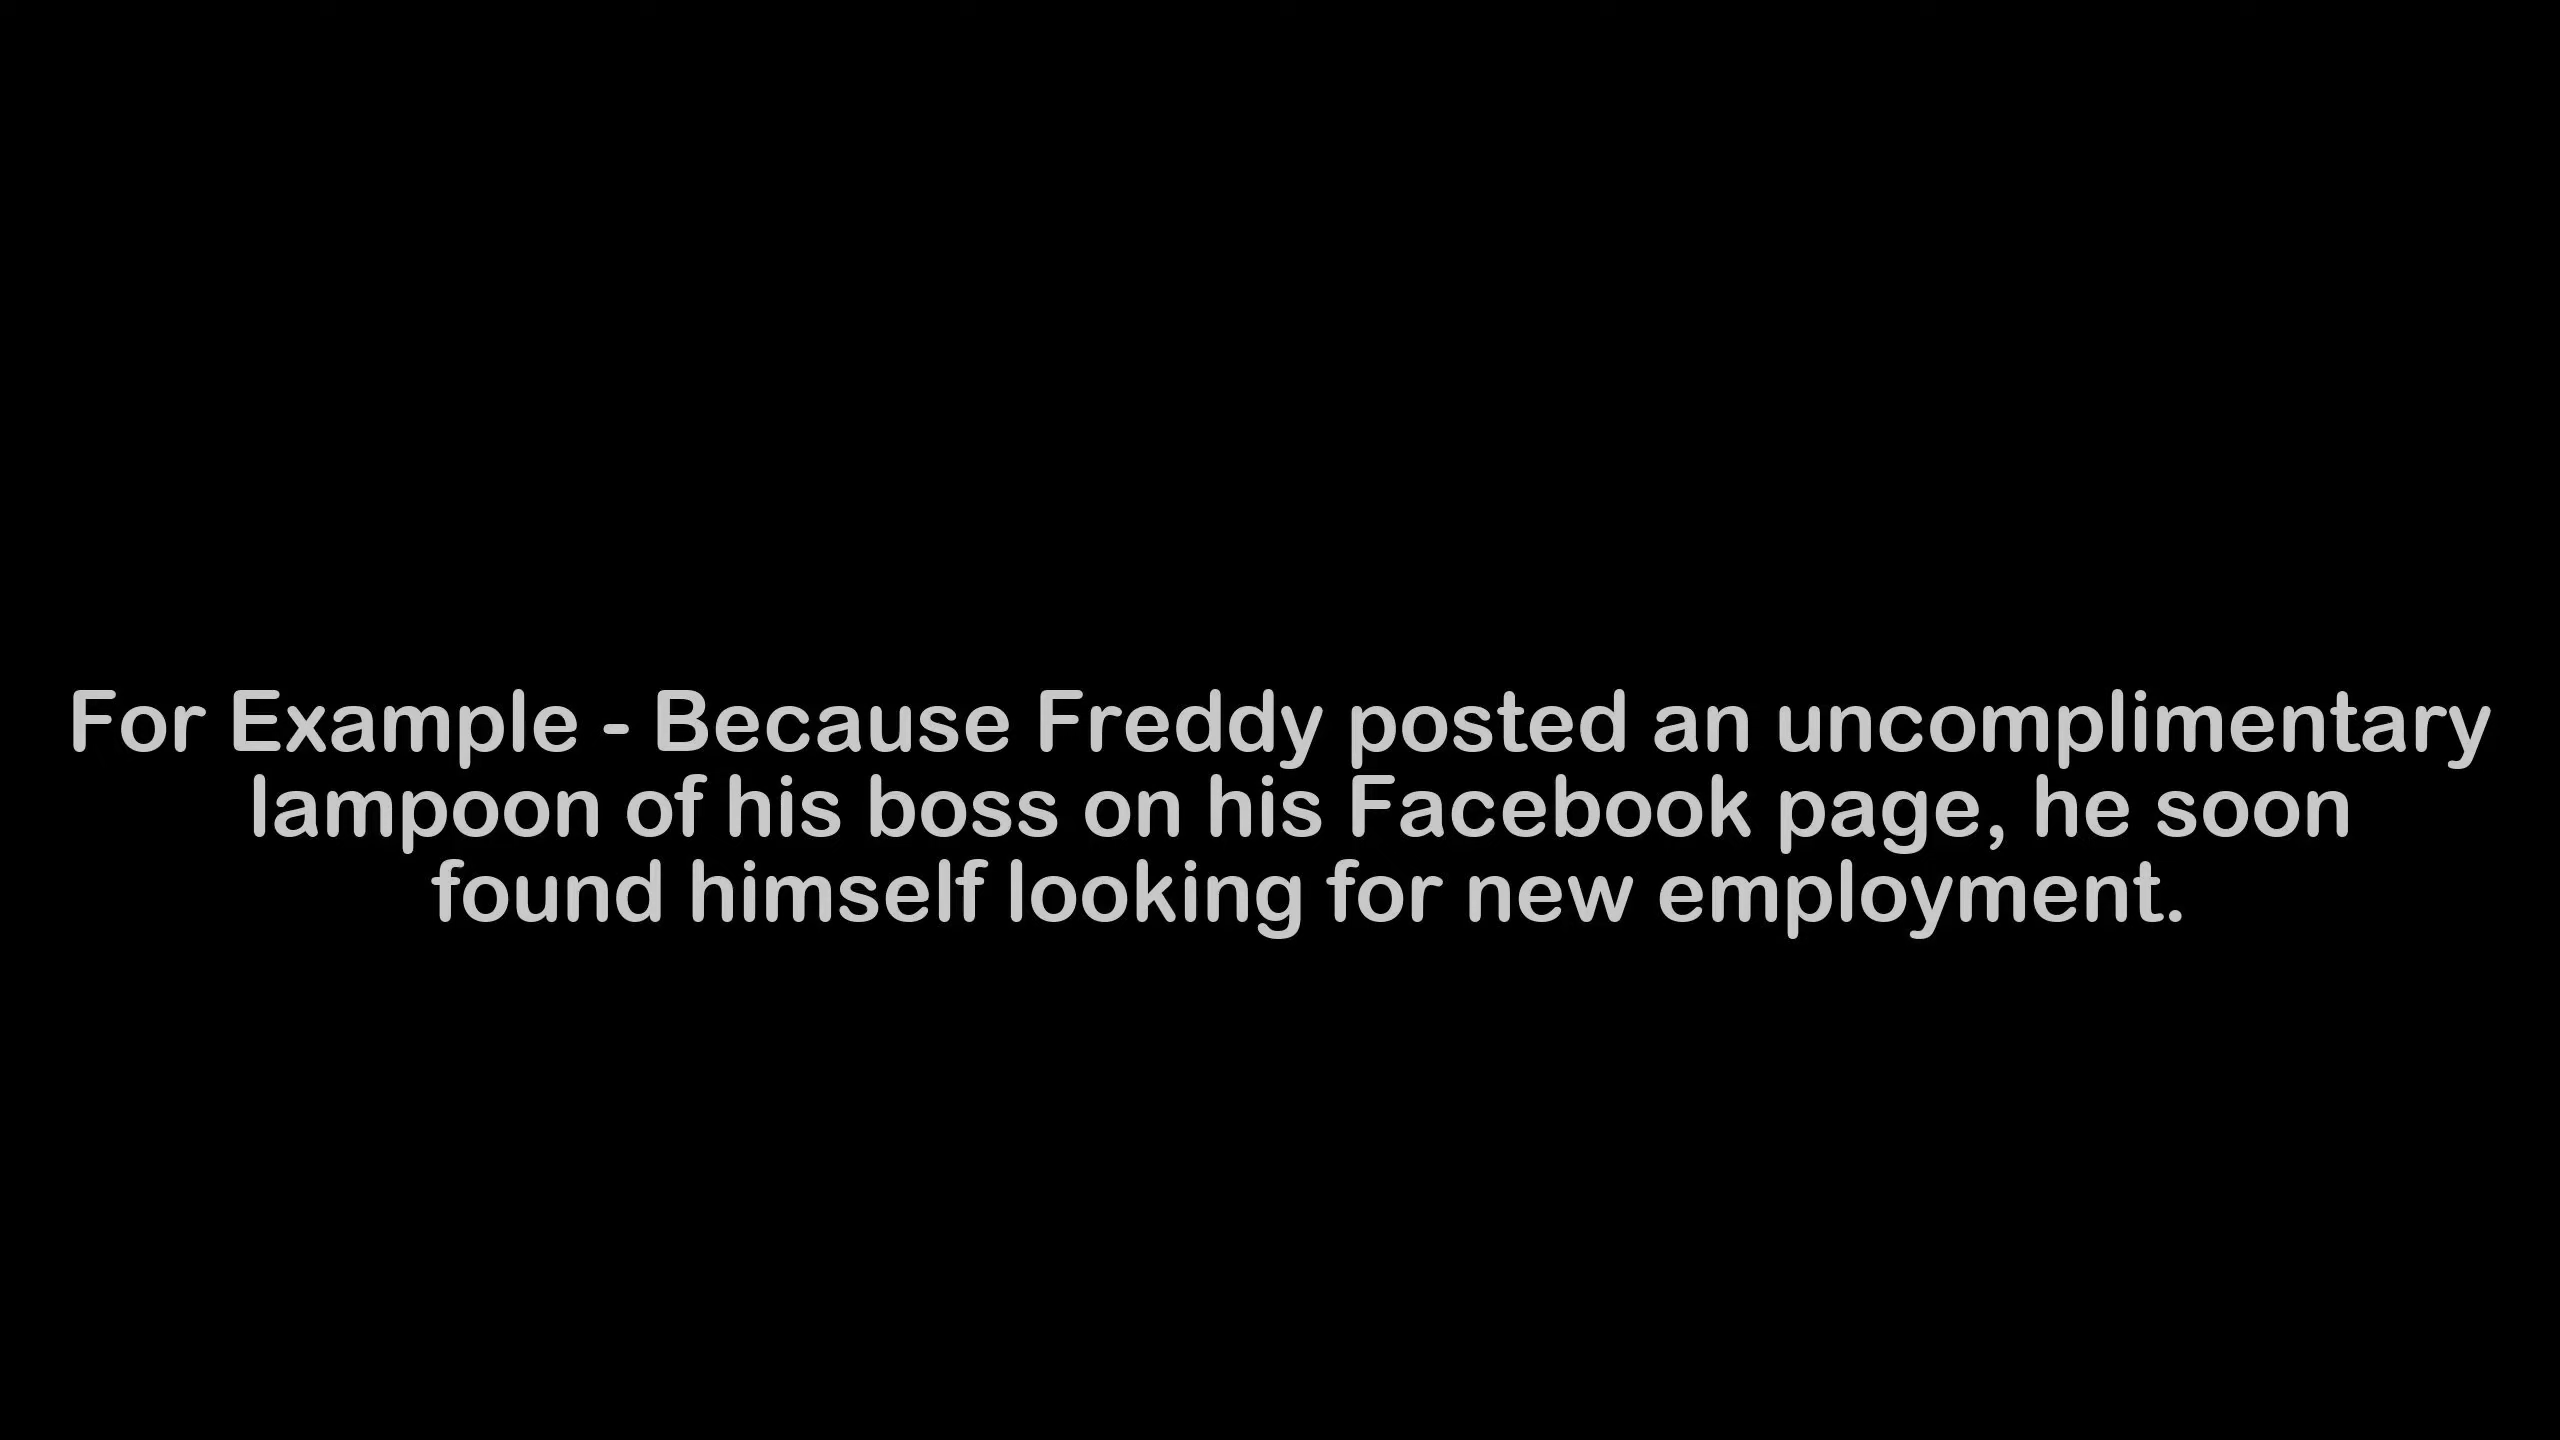 For Example - Because Freddy posted an uncomplimentary
lampoon of his boss on his Facebook page, he soon
found himself looking for new employment.